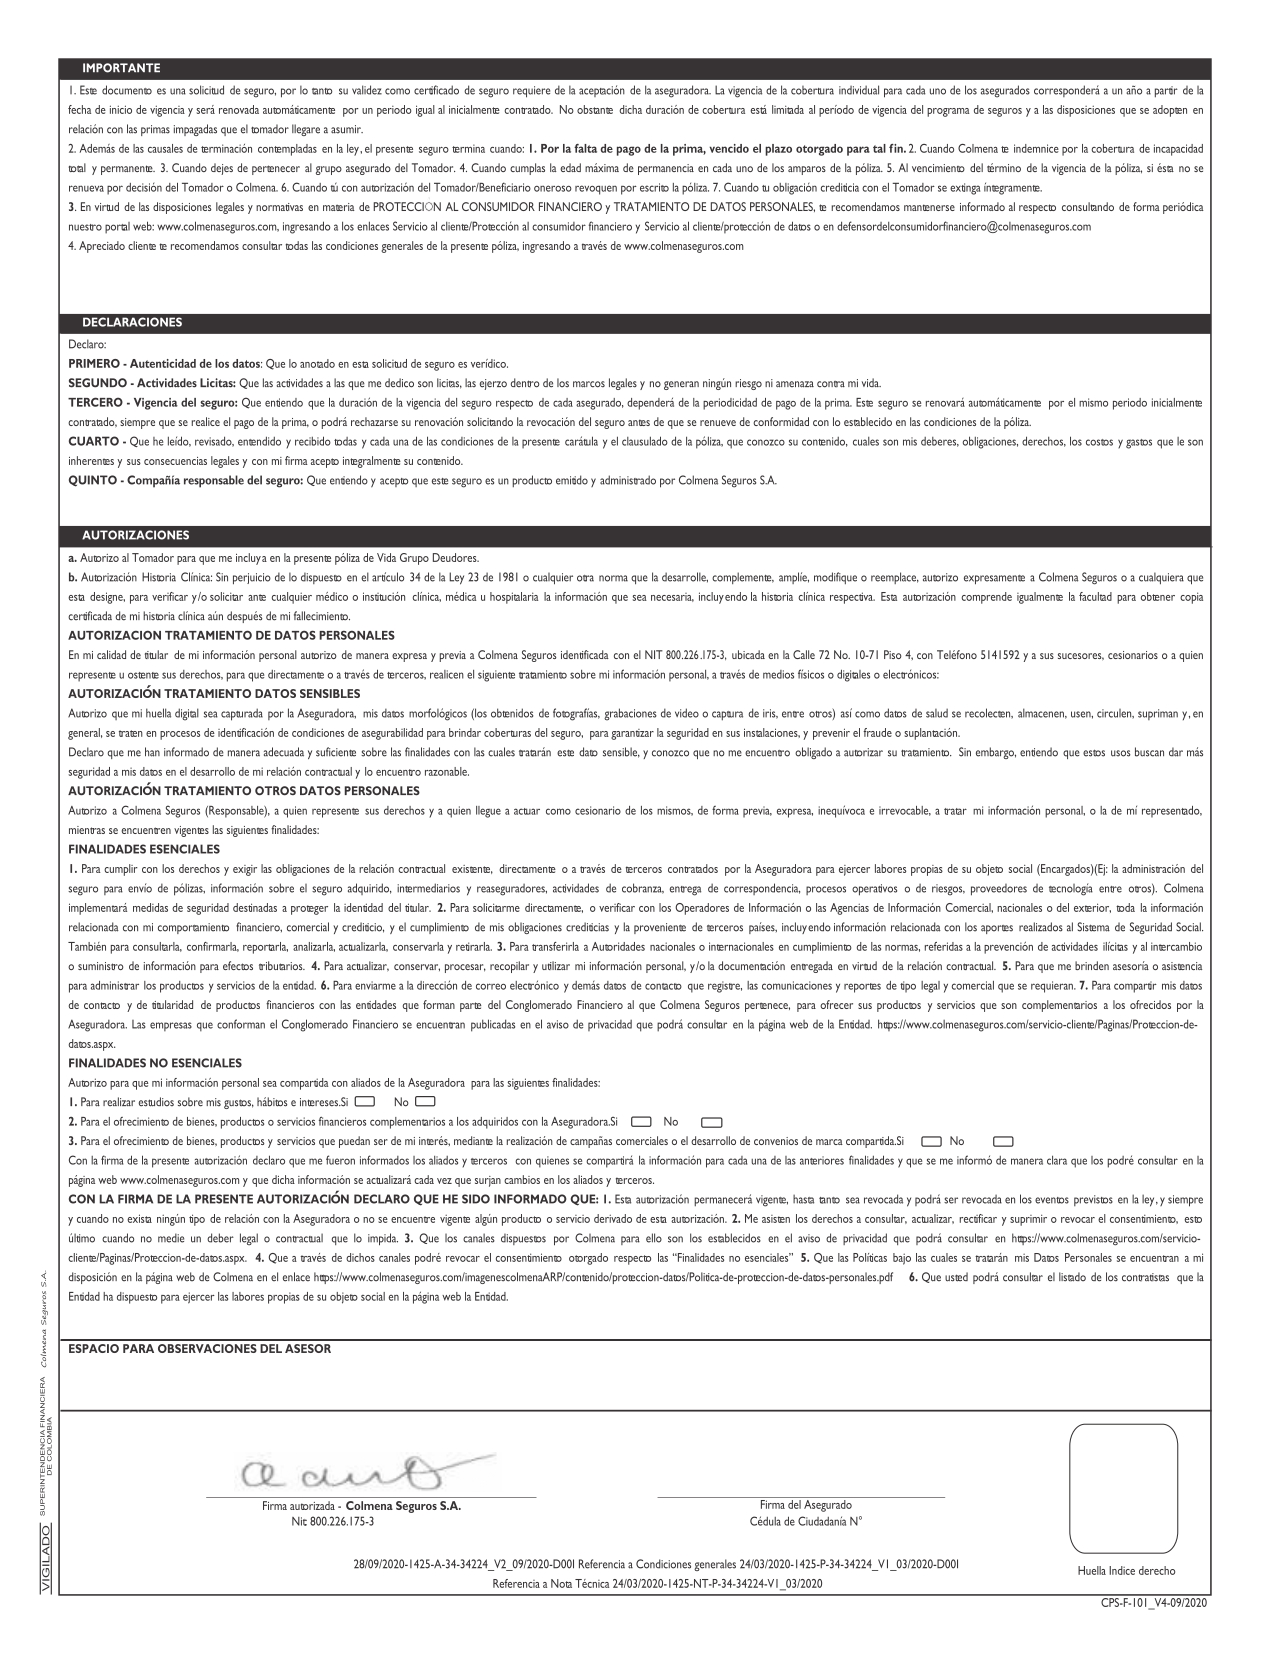 IMPORTANTE
1. Este documento es una solicitud de seguro, por lo tanto su validez como certificado de seguro requiere de la aceptación de la aseguradora. La vigencia de la cobertura individual para cada uno de los asegurados corresponderá a un año a partir de la
fecha de inicio de vigencia y será renovada automáticamente por un periodo igual al inicialmente contratado. No obstante dicha duración de cobertura está limitada al período de vigencia del programa de seguros y a las disposiciones que se adopten en
relación con las primas impagadas que el tomador llegare a asumir.
2. Además de las causales de terminación contempladas en la ley, el presente seguro termina cuando: 1. Por la falta de pago de la prima, vencido el plazo otorgado para tal fin. 2. Cuando Colmena te indemnice por la cobertura de incapacidad
total y permanente. 3. Cuando dejes de pertenecer al grupo asegurado del Tomador. 4. Cuando cumplas la edad máxima de permanencia en cada uno de los amparos de la póliza. 5. Al vencimiento del término de la vigencia de la póliza, si ésta no se
renueva por decisión del Tomador o Colmena. 6. Cuando tú con autorización del Tomador/Beneficiario oneroso revoquen por escrito la póliza. 7. Cuando tu obligación crediticia con el Tomador se extinga íntegramente.
3. En virtud de las disposiciones legales y normativas en materia de PROTECCIÓN AL CONSUMIDOR FINANCIERO y TRATAMIENTO DE DATOS PERSONALES, te recomendamos mantenerse informado al respecto consultando de forma periódica
nuestro portal web: www.colmenaseguros.com, ingresando a los enlaces Servicio al cliente/Protección al consumidor financiero y Servicio al cliente/protección de datos o en defensordelconsumidorfinanciero@colmenaseguros.com
4. Apreciado cliente te recomendamos consultar todas las condiciones generales de la presente póliza, ingresando a través de www.colmenaseguros.com
DECLARACIONES
Declaro:
PRIMERO - Autenticidad de los datos: Que lo anotado en esta solicitud de seguro es verídico.
SEGUNDO - Actividades Licitas: Que las actividades a las que me dedico son licitas, las ejerzo dentro de los marcos legales y no generan ningún riesgo ni amenaza contra mi vida.
TERCERO - Vigencia del seguro: Que entiendo que la duración de la vigencia del seguro respecto de cada asegurado, dependerá de la periodicidad de pago de la prima. Este seguro se renovará automáticamente por el mismo periodo inicialmente
contratado, siempre que se realice el pago de la prima, o podrá rechazarse su renovación solicitando la revocación del seguro antes de que se renueve de conformidad con lo establecido en las condiciones de la póliza.
CUARTO - Que he leído, revisado, entendido y recibido todas y cada una de las condiciones de la presente carátula y el clausulado de la póliza, que conozco su contenido, cuales son mis deberes, obligaciones, derechos, los costos y gastos que le son
inherentes y sus consecuencias legales y con mi firma acepto integralmente su contenido.
QUINTO - Compañía responsable del seguro: Que entiendo y acepto que este seguro es un producto emitido y administrado por Colmena Seguros S.A.
AUTORIZACIONES
a. Autorizo al Tomador para que me incluya en la presente póliza de Vida Grupo Deudores.
b. Autorización Historia Clínica: Sin perjuicio de lo dispuesto en el artículo 34 de la Ley 23 de 1981 o cualquier otra norma que la desarrolle, complemente, amplíe, modifique o reemplace, autorizo expresamente a Colmena Seguros o a cualquiera que
esta designe, para verificar y/o solicitar ante cualquier médico o institución clínica, médica u hospitalaria la información que sea necesaria, incluyendo la historia clínica respectiva. Esta autorización comprende igualmente la facultad para obtener copia
certificada de mi historia clínica aún después de mi fallecimiento.
AUTORIZACION TRATAMIENTO DE DATOS PERSONALES
En mi calidad de titular de mi información personal autorizo de manera expresa y previa a Colmena Seguros identificada con el NIT 800.226.175-3, ubicada en la Calle 72 No. 10-71 Piso 4, con Teléfono 5141592 y a sus sucesores, cesionarios o a quien
represente u ostente sus derechos, para que directamente o a través de terceros, realicen el siguiente tratamiento sobre mi información personal, a través de medios físicos o digitales o electrónicos:
AUTORIZACIÓN TRATAMIENTO DATOS SENSIBLES
Autorizo que mi huella digital sea capturada por la Aseguradora, mis datos morfológicos (los obtenidos de fotografías, grabaciones de video o captura de iris, entre otros) así como datos de salud se recolecten, almacenen, usen, circulen, supriman y, en
general, se traten en procesos de identificación de condiciones de asegurabilidad para brindar coberturas del seguro, para garantizar la seguridad en sus instalaciones, y prevenir el fraude o suplantación.
Declaro que me han informado de manera adecuada y suficiente sobre las finalidades con las cuales tratarán este dato sensible, y conozco que no me encuentro obligado a autorizar su tratamiento. Sin embargo, entiendo que estos usos buscan dar más
seguridad a mis datos en el desarrollo de mi relación contractual y lo encuentro razonable.
AUTORIZACIÓN TRATAMIENTO OTROS DATOS PERSONALES
Autorizo a Colmena Seguros (Responsable), a quien represente sus derechos y a quien llegue a actuar como cesionario de los mismos, de forma previa, expresa, inequívoca e irrevocable, a tratar mi información personal, o la de mí representado,
mientras se encuentren vigentes las siguientes finalidades:
FINALIDADES ESENCIALES
1. Para cumplir con los derechos y exigir las obligaciones de la relación contractual existente, directamente o a través de terceros contratados por la Aseguradora para ejercer labores propias de su objeto social (Encargados)(Ej: la administración del
seguro para envío de pólizas, información sobre el seguro adquirido, intermediarios y reaseguradores, actividades de cobranza, entrega de correspondencia, procesos operativos o de riesgos, proveedores de tecnología entre otros). Colmena
implementará medidas de seguridad destinadas a proteger la identidad del titular. 2. Para solicitarme directamente, o verificar con los Operadores de Información o las Agencias de Información Comercial, nacionales o del exterior, toda la información
relacionada con mi comportamiento financiero, comercial y crediticio, y el cumplimiento de mis obligaciones crediticias y la proveniente de terceros países, incluyendo información relacionada con los aportes realizados al Sistema de Seguridad Social.
También para consultarla, confirmarla, reportarla, analizarla, actualizarla, conservarla y retirarla. 3. Para transferirla a Autoridades nacionales o internacionales en cumplimiento de las normas, referidas a la prevención de actividades ilícitas y al intercambio
o suministro de información para efectos tributarios. 4. Para actualizar, conservar, procesar, recopilar y utilizar mi información personal, y/o la documentación entregada en virtud de la relación contractual. 5. Para que me brinden asesoría o asistencia
para administrar los productos y servicios de la entidad. 6. Para enviarme a la dirección de correo electrónico y demás datos de contacto que registre, las comunicaciones y reportes de tipo legal y comercial que se requieran. 7. Para compartir mis datos
de contacto y de titularidad de productos financieros con las entidades que forman parte del Conglomerado Financiero al que Colmena Seguros pertenece, para ofrecer sus productos y servicios que son complementarios a los ofrecidos por la
Aseguradora. Las empresas que conforman el Conglomerado Financiero se encuentran publicadas en el aviso de privacidad que podrá consultar en la página web de la Entidad. https://www.colmenaseguros.com/servicio-cliente/Paginas/Proteccion-de-
datos.aspx.
FINALIDADES NO ESENCIALES
Autorizo para que mi información personal sea compartida con aliados de la Aseguradora para las siguientes finalidades:
1. Para realizar estudios sobre mis gustos, hábitos e intereses.Si No
2. Para el ofrecimiento de bienes, productos o servicios financieros complementarios a los adquiridos con la Aseguradora.Si No
3. Para el ofrecimiento de bienes, productos y servicios que puedan ser de mi interés, mediante la realización de campañas comerciales o el desarrollo de convenios de marca compartida.Si No
Con la firma de la presente autorización declaro que me fueron informados los aliados y terceros con quienes se compartirá la información para cada una de las anteriores finalidades y que se me informó de manera clara que los podré consultar en la
página web www.colmenaseguros.com y que dicha información se actualizará cada vez que surjan cambios en los aliados y terceros.
CON LA FIRMA DE LA PRESENTE AUTORIZACIÓN DECLARO QUE HE SIDO INFORMADO QUE: 1. Esta autorización permanecerá vigente, hasta tanto sea revocada y podrá ser revocada en los eventos previstos en la ley, y siempre
y cuando no exista ningún tipo de relación con la Aseguradora o no se encuentre vigente algún producto o servicio derivado de esta autorización. 2. Me asisten los derechos a consultar, actualizar, rectificar y suprimir o revocar el consentimiento, esto
último cuando no medie un deber legal o contractual que lo impida. 3. Que los canales dispuestos por Colmena para ello son los establecidos en el aviso de privacidad que podrá consultar en https://www.colmenaseguros.com/servicio-
cliente/Paginas/Proteccion-de-datos.aspx. 4. Que a través de dichos canales podré revocar el consentimiento otorgado respecto las “Finalidades no esenciales” 5. Que las Políticas bajo las cuales se tratarán mis Datos Personales se encuentran a mi
disposición en la página web de Colmena en el enlace https://www.colmenaseguros.com/imagenescolmenaARP/contenido/proteccion-datos/Politica-de-proteccion-de-datos-personales.pdf 6. Que usted podrá consultar el listado de los contratistas que la
Entidad ha dispuesto para ejercer las labores propias de su objeto social en la página web la Entidad.
ESPACIO PARA OBSERVACIONES DEL ASESOR
Firma autorizada - Colmena Seguros S.A.
Nit: 800.226.175-3
Firma del Asegurado
Cédula de Ciudadanía N°
Huella Indice derecho
28/09/2020-1425-A-34-34224_V2_09/2020-D00I Referencia a Condiciones generales 24/03/2020-1425-P-34-34224_V1_03/2020-D00I
Referencia a Nota Técnica 24/03/2020-1425-NT-P-34-34224-V1_03/2020
CPS-F-101_V4-09/2020
VIGILADO SUPERINTENDENCIA FINANCIERA DE COLOMBIA Colmena Seguros S.A.